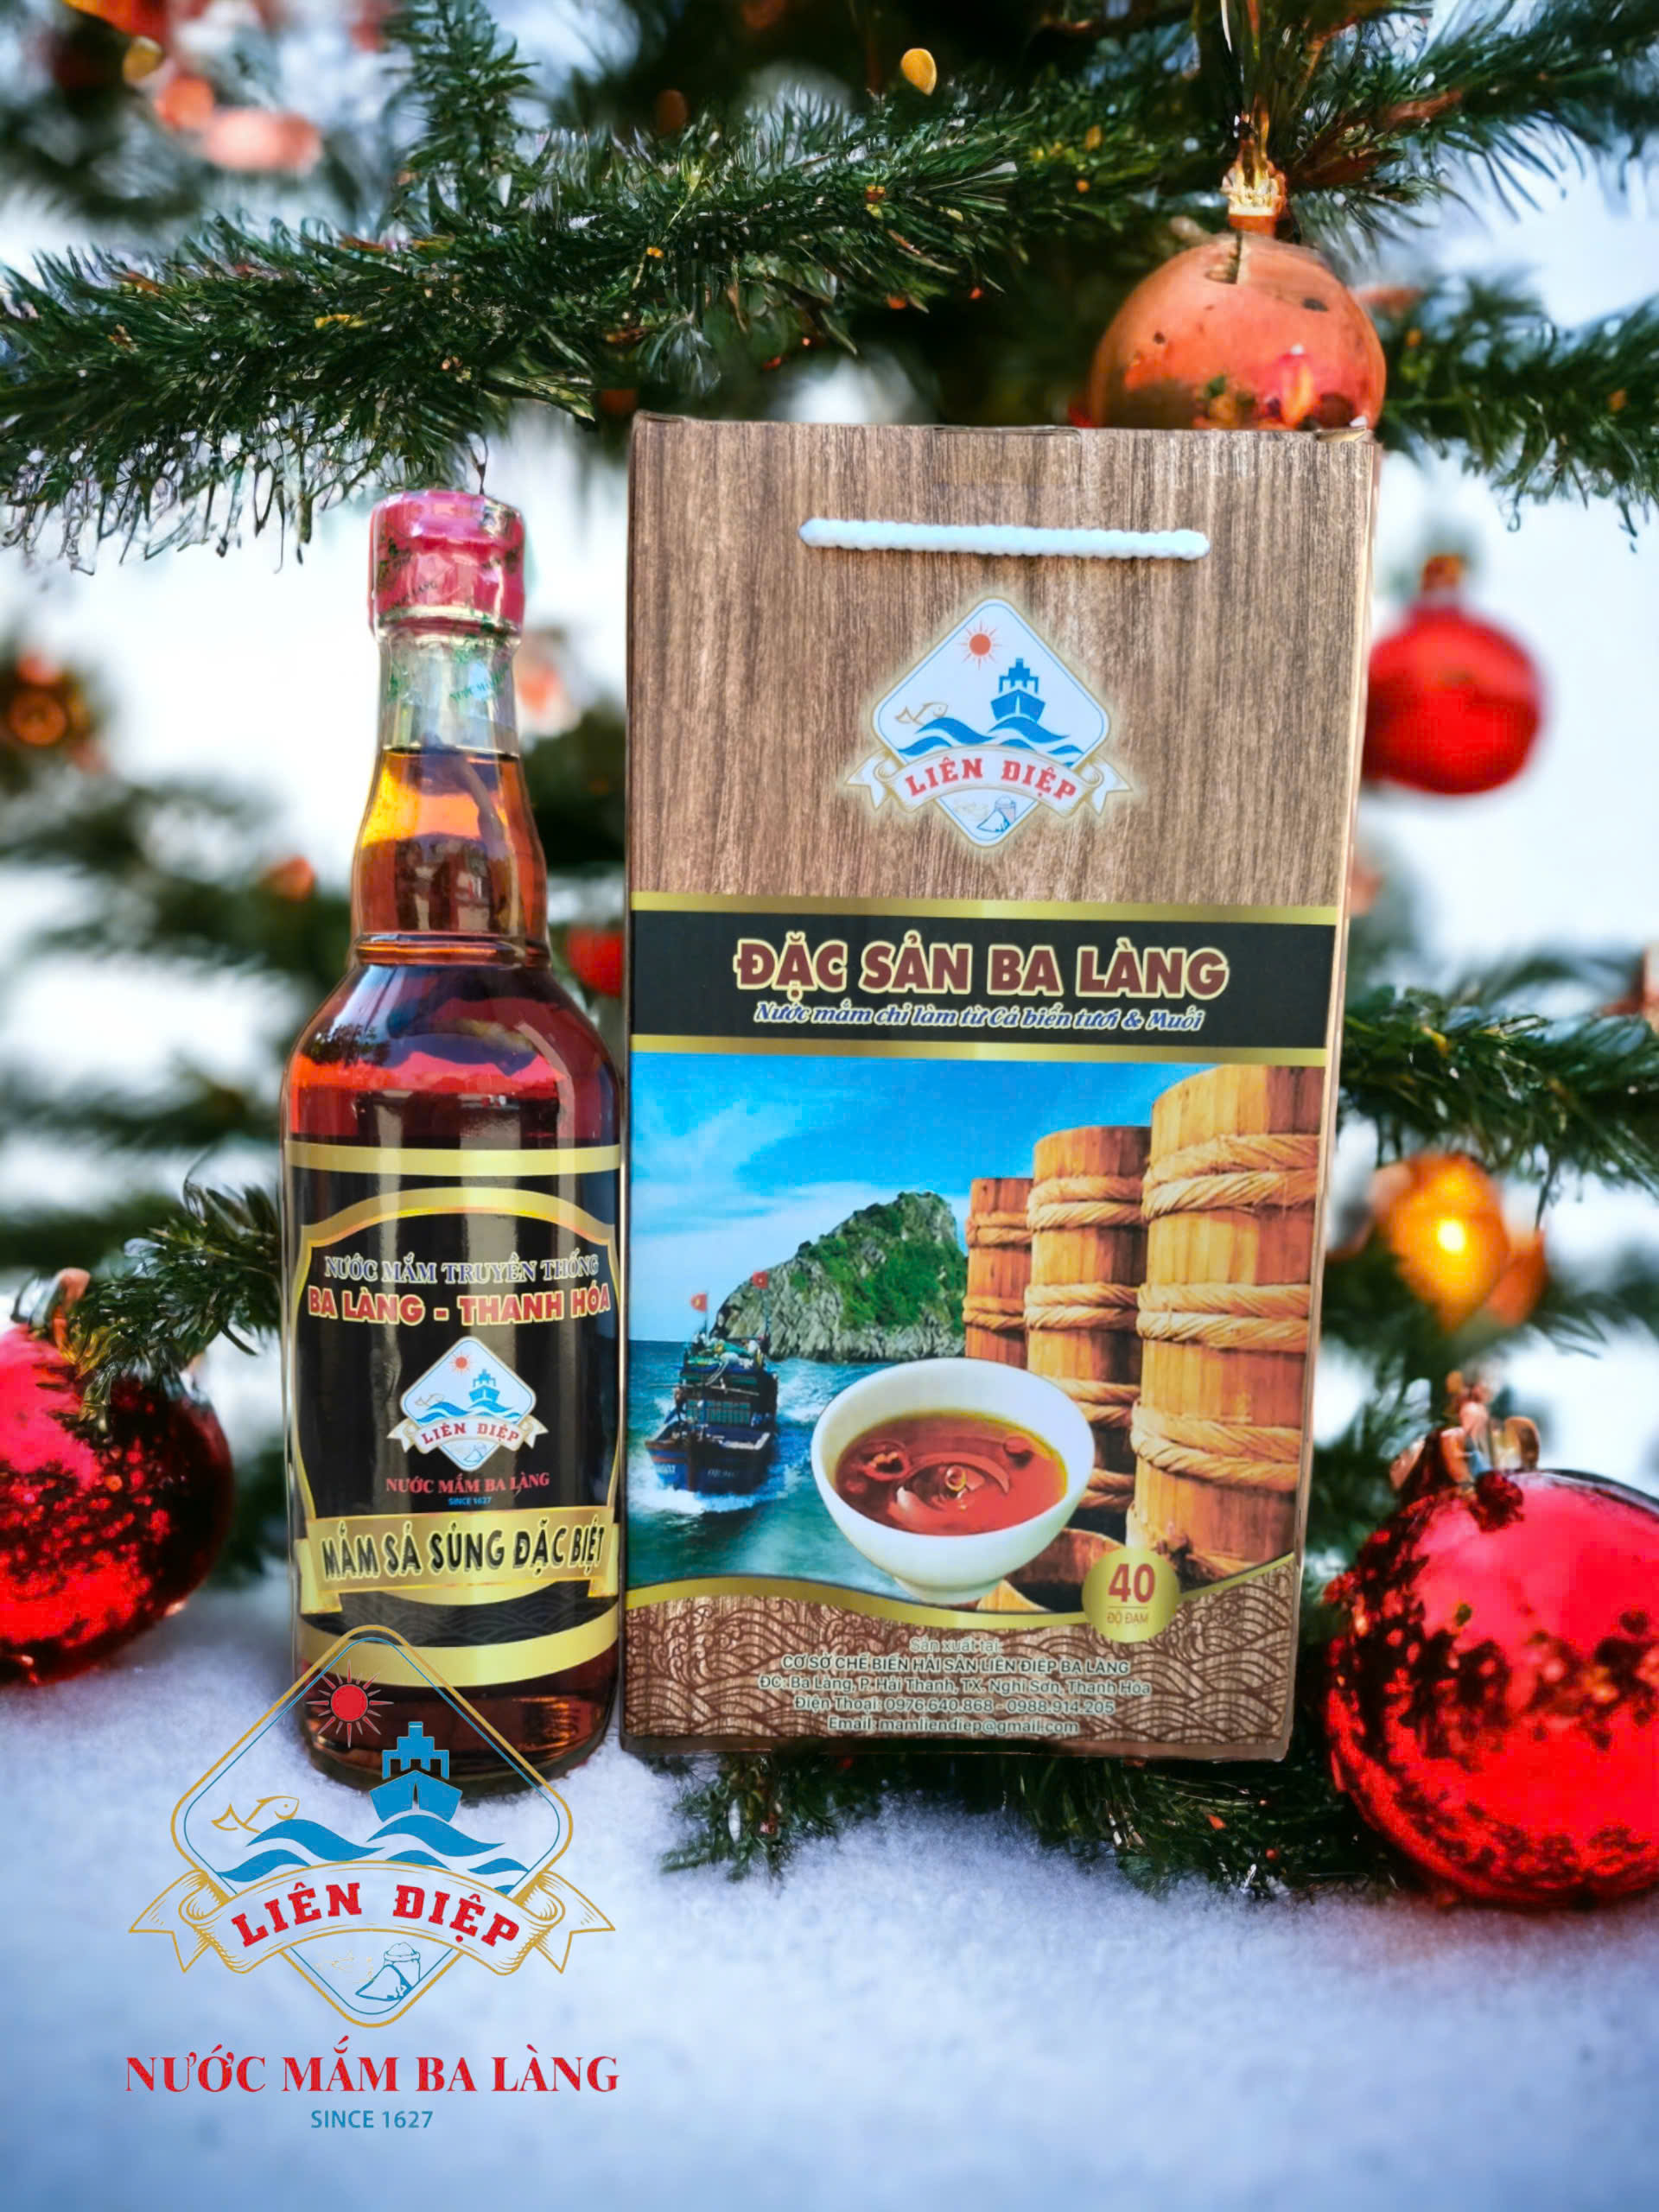 LIÊN ĐIỆP
ĐẶC SẢN BA LÀNG
Nước mắm chỉ làm từ Cá biển tươi & Muối
NƯỚC MẮM TRUYỀN THỐNG
BA LÀNG - THANH HÓA
LIÊN ĐIỆP
NƯỚC MẮM BA LÀNG
SINCE 1627
MẮM SÁ SÙNG ĐẶC BIỆT
40
ĐỘ ĐẠM
Sản xuất tại:
CƠ SỞ CHẾ BIẾN HẢI SẢN LIÊN ĐIỆP BA LÀNG
ĐC: Ba Làng, P. Hải Thanh, TX. Nghi Sơn, Thanh Hóa
Điện Thoại: 0976.640.868 - 0988.914.205
Email: mamliendiep@gmail.com
LIÊN ĐIỆP
NƯỚC MẮM BA LÀNG
SINCE 1627